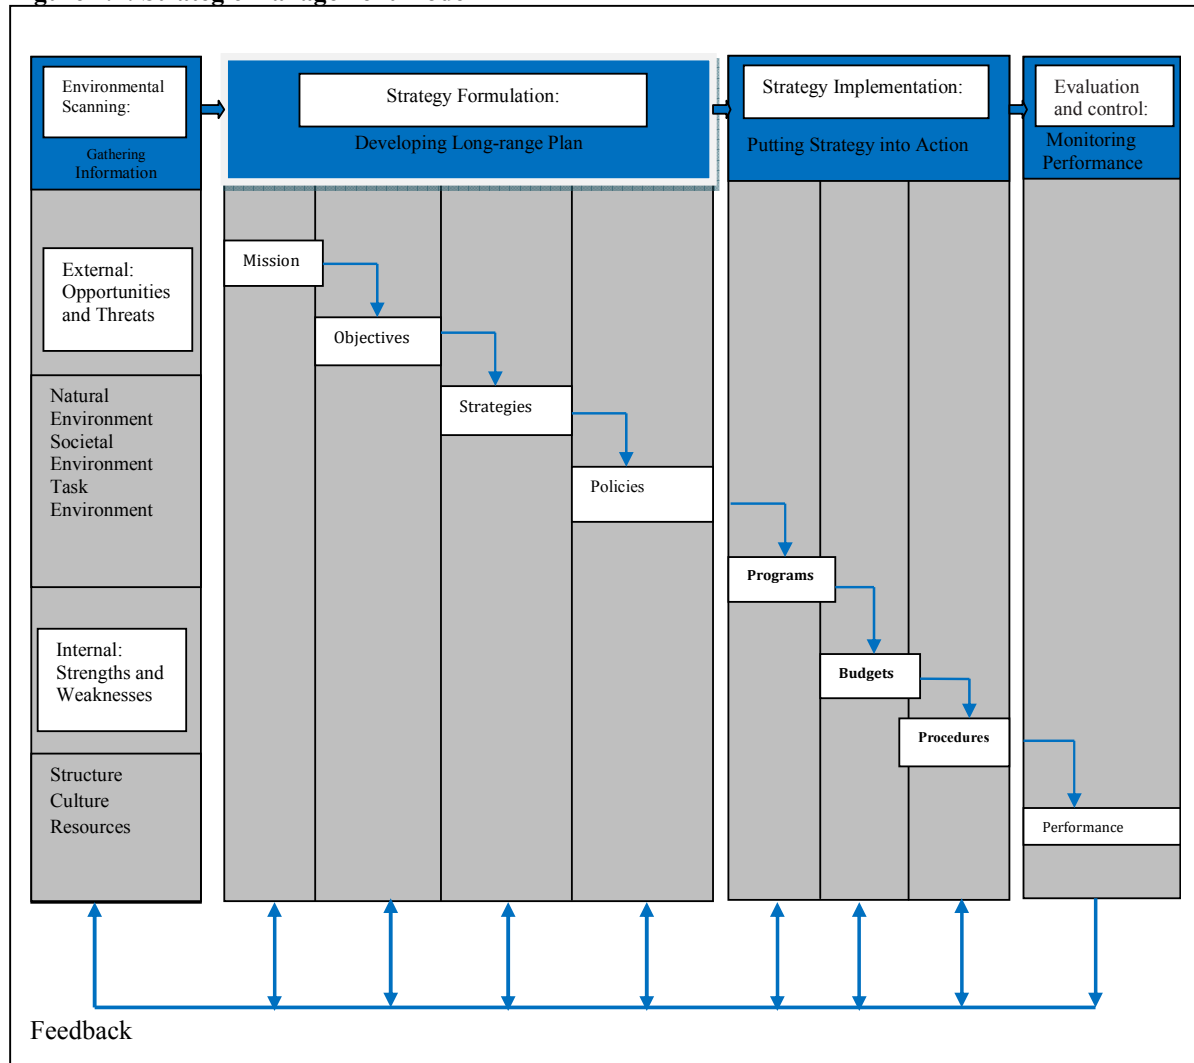 Environmental
Scanning:
Gathering
Information
Strategy Formulation:
Developing Long-range Plan
Strategy Implementation:
Putting Strategy into Action
Evaluation
and control:
Monitoring
Performance
External:
Opportunities
and Threats
Natural
Environment
Societal
Environment
Task
Environment
Internal:
Strengths and
Weaknesses
Structure
Culture
Resources
Mission
Objectives
Strategies
Policies
Programs
Budgets
Procedures
Performance
Feedback